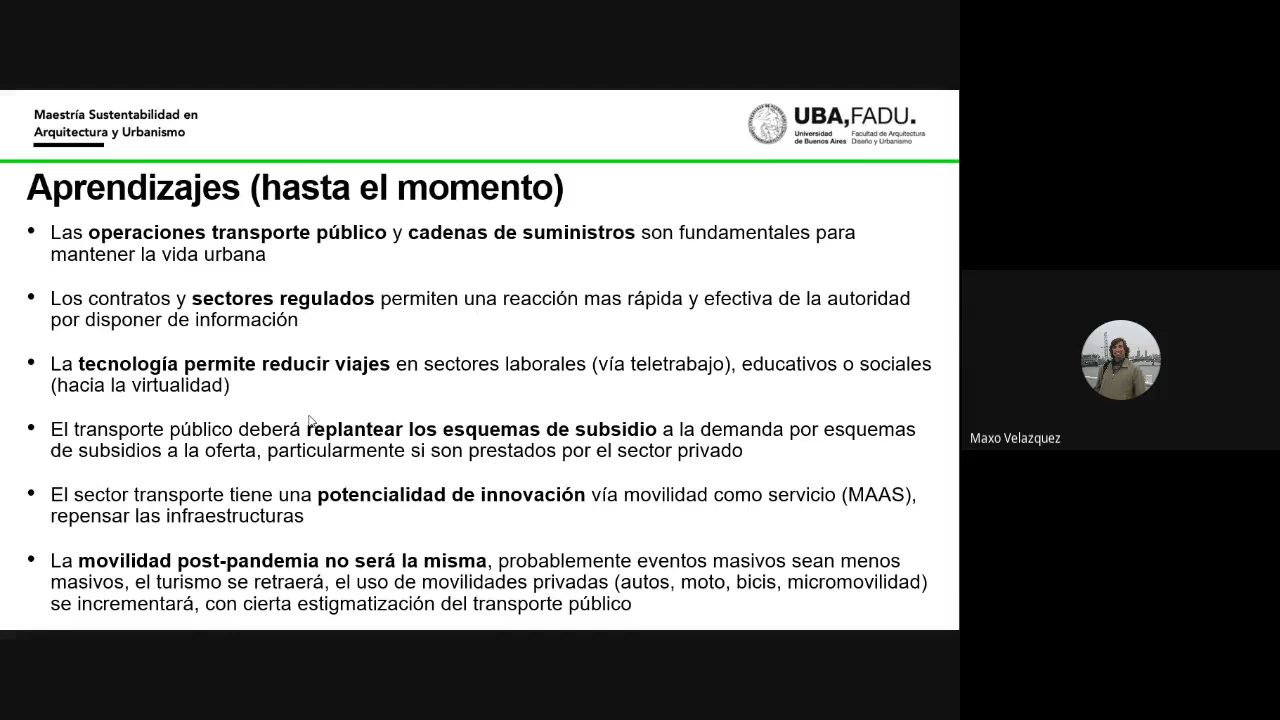 Maestría Sustentabilidad en
Arquitectura y Urbanismo
UBA,FADU.
Universidad de Buenos Aires
Facultad de Arquitectura Diseño y Urbanismo
Aprendizajes (hasta el momento)
• Las operaciones transporte público y cadenas de suministros son fundamentales para
mantener la vida urbana
• Los contratos y sectores regulados permiten una reacción mas rápida y efectiva de la autoridad
por disponer de información
• La tecnología permite reducir viajes en sectores laborales (vía teletrabajo), educativos o sociales
(hacia la virtualidad)
• El transporte público deberá replantear los esquemas de subsidio a la demanda por esquemas
de subsidios a la oferta, particularmente si son prestados por el sector privado
• El sector transporte tiene una potencialidad de innovación vía movilidad como servicio (MAAS),
repensar las infraestructuras
• La movilidad post-pandemia no será la misma, probablemente eventos masivos sean menos
masivos, el turismo se retraerá, el uso de movilidades privadas (autos, moto, bicis, micromovilidad)
se incrementará, con cierta estigmatización del transporte público
Maxo Velazquez